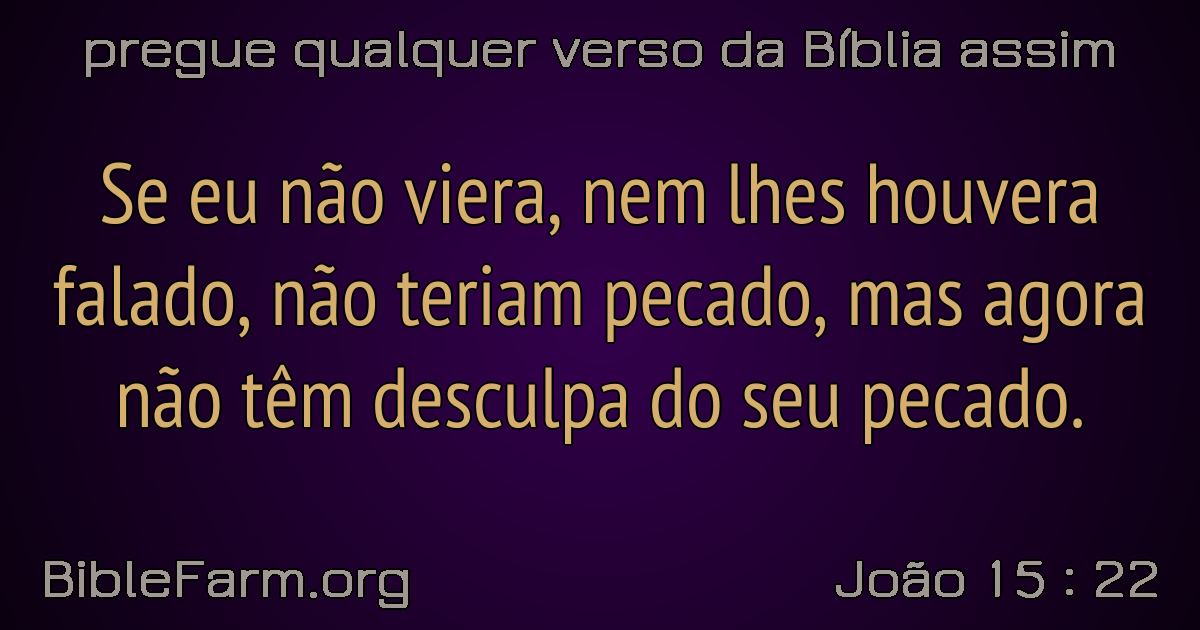 pregue qualquer verso da Bíblia assim
Se eu não viera, nem lhes houvera
falado, não teriam pecado, mas agora
não têm desculpa do seu pecado.
BibleFarm.org
João 15 : 22